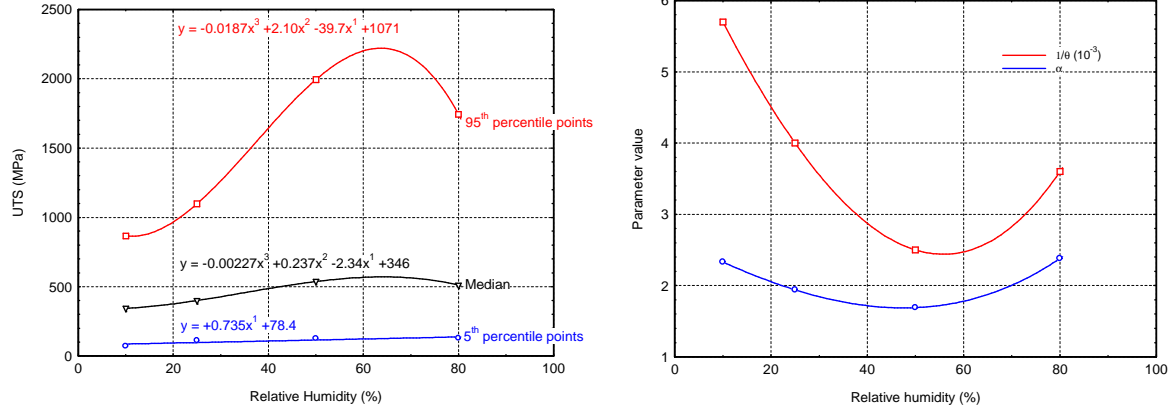 y = -0.0187x³ +2.10x² -39.7x¹ +1071
2500
2000
1500
1000
500
0
UTS (MPa)
95th percentile points
y = -0.00227x³ +0.237x² -2.34x¹ +346
Median
y = +0.735x¹ +78.4
5th percentile points
0 20 40 60 80 100
Relative Humidity (%)
6
5
4
3
2
1
Parameter value
1/θ (10⁻³)
α
0 20 40 60 80 100
Relative humidity (%)